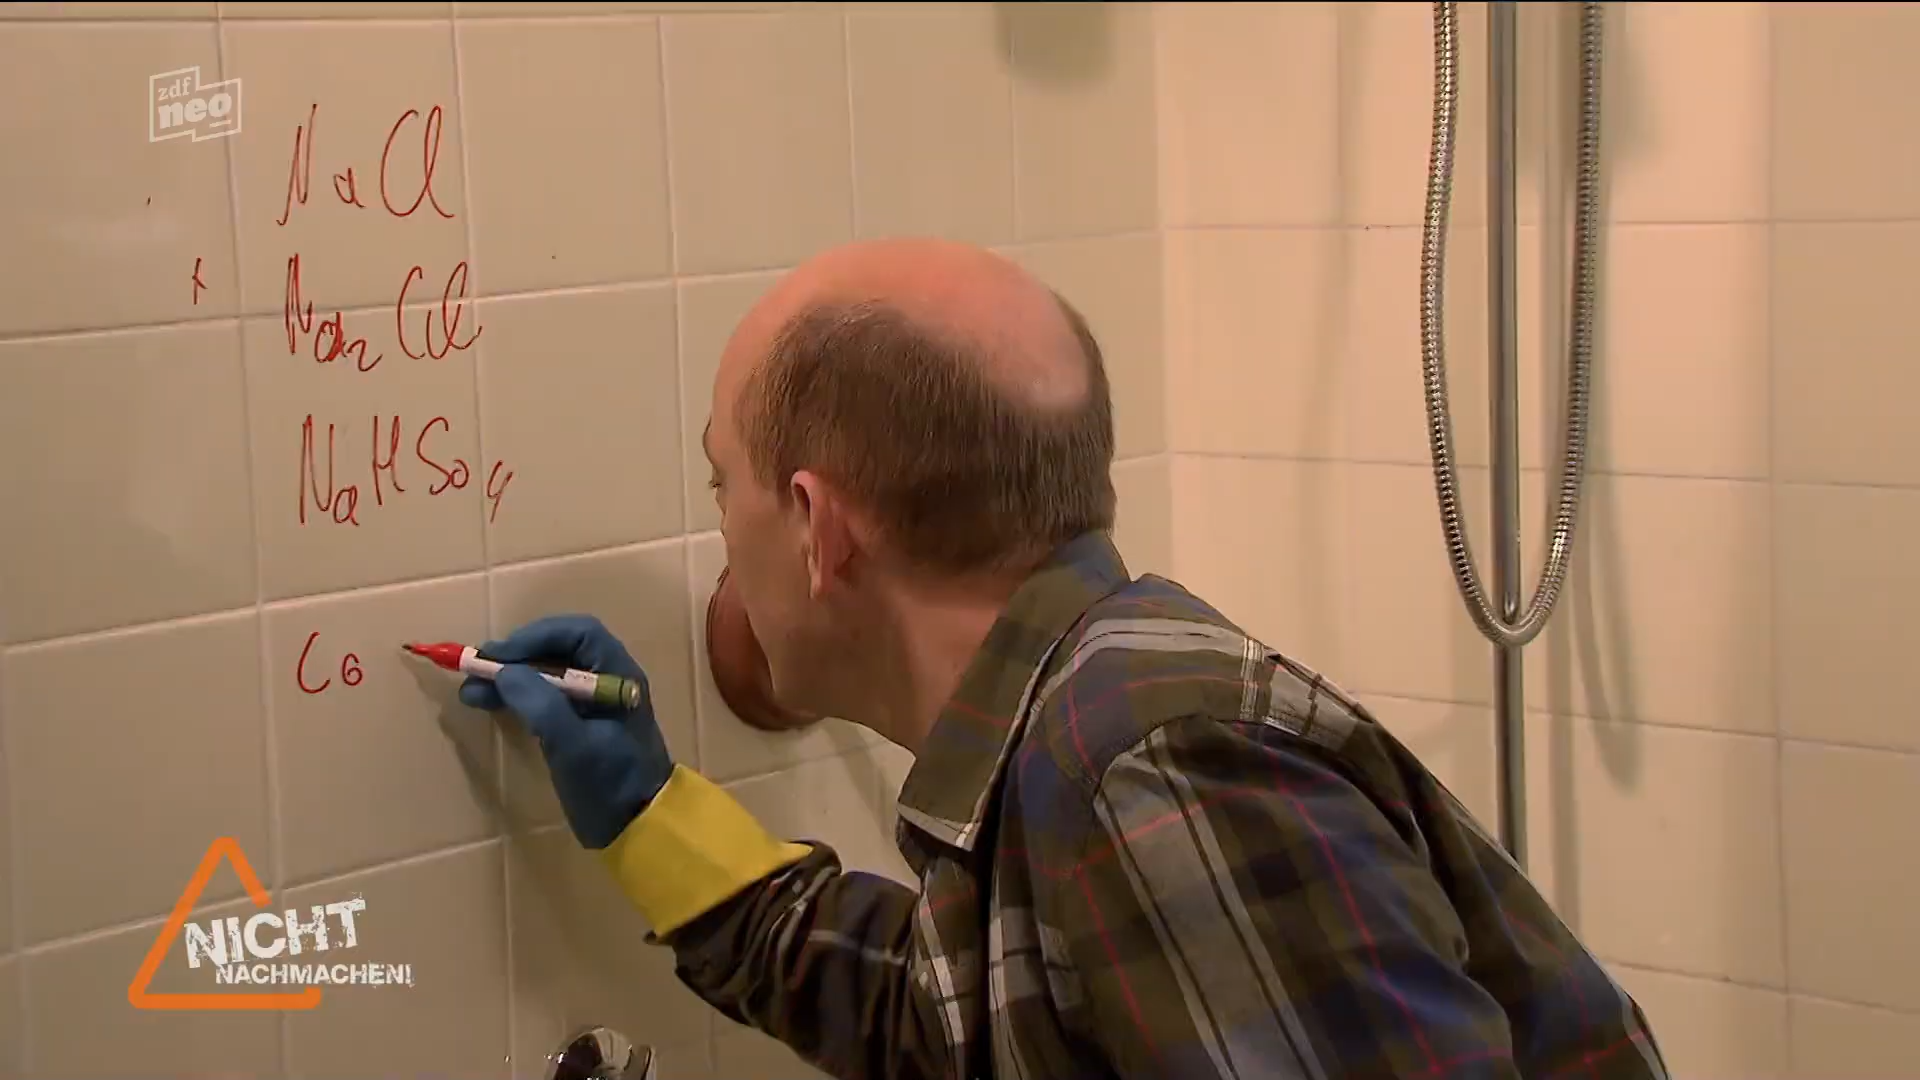 zdf
neo
NaCl
+ Na2Cl
NaHSO4
C6
NICHT
NACHMACHEN!